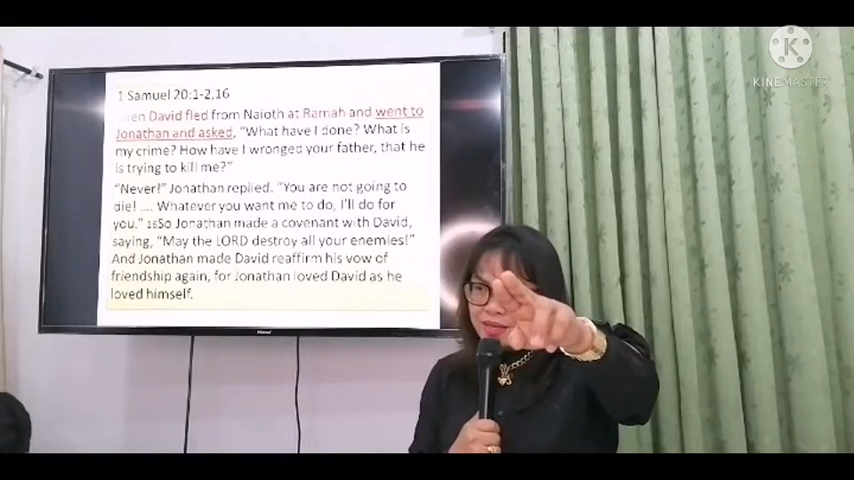 1 Samuel 20:1-2,16
Then David fled from Naioth at Ramah and went to
Jonathan and asked, “What have I done? What is
my crime? How have I wronged your father, that he
is trying to kill me?”
“Never!” Jonathan replied. “You are not going to
die! .... Whatever you want me to do, I’ll do for
you.” 16So Jonathan made a covenant with David,
saying, “May the LORD destroy all your enemies!”
And Jonathan made David reaffirm his vow of
friendship again, for Jonathan loved David as he
loved himself.
K
KINEMASTER